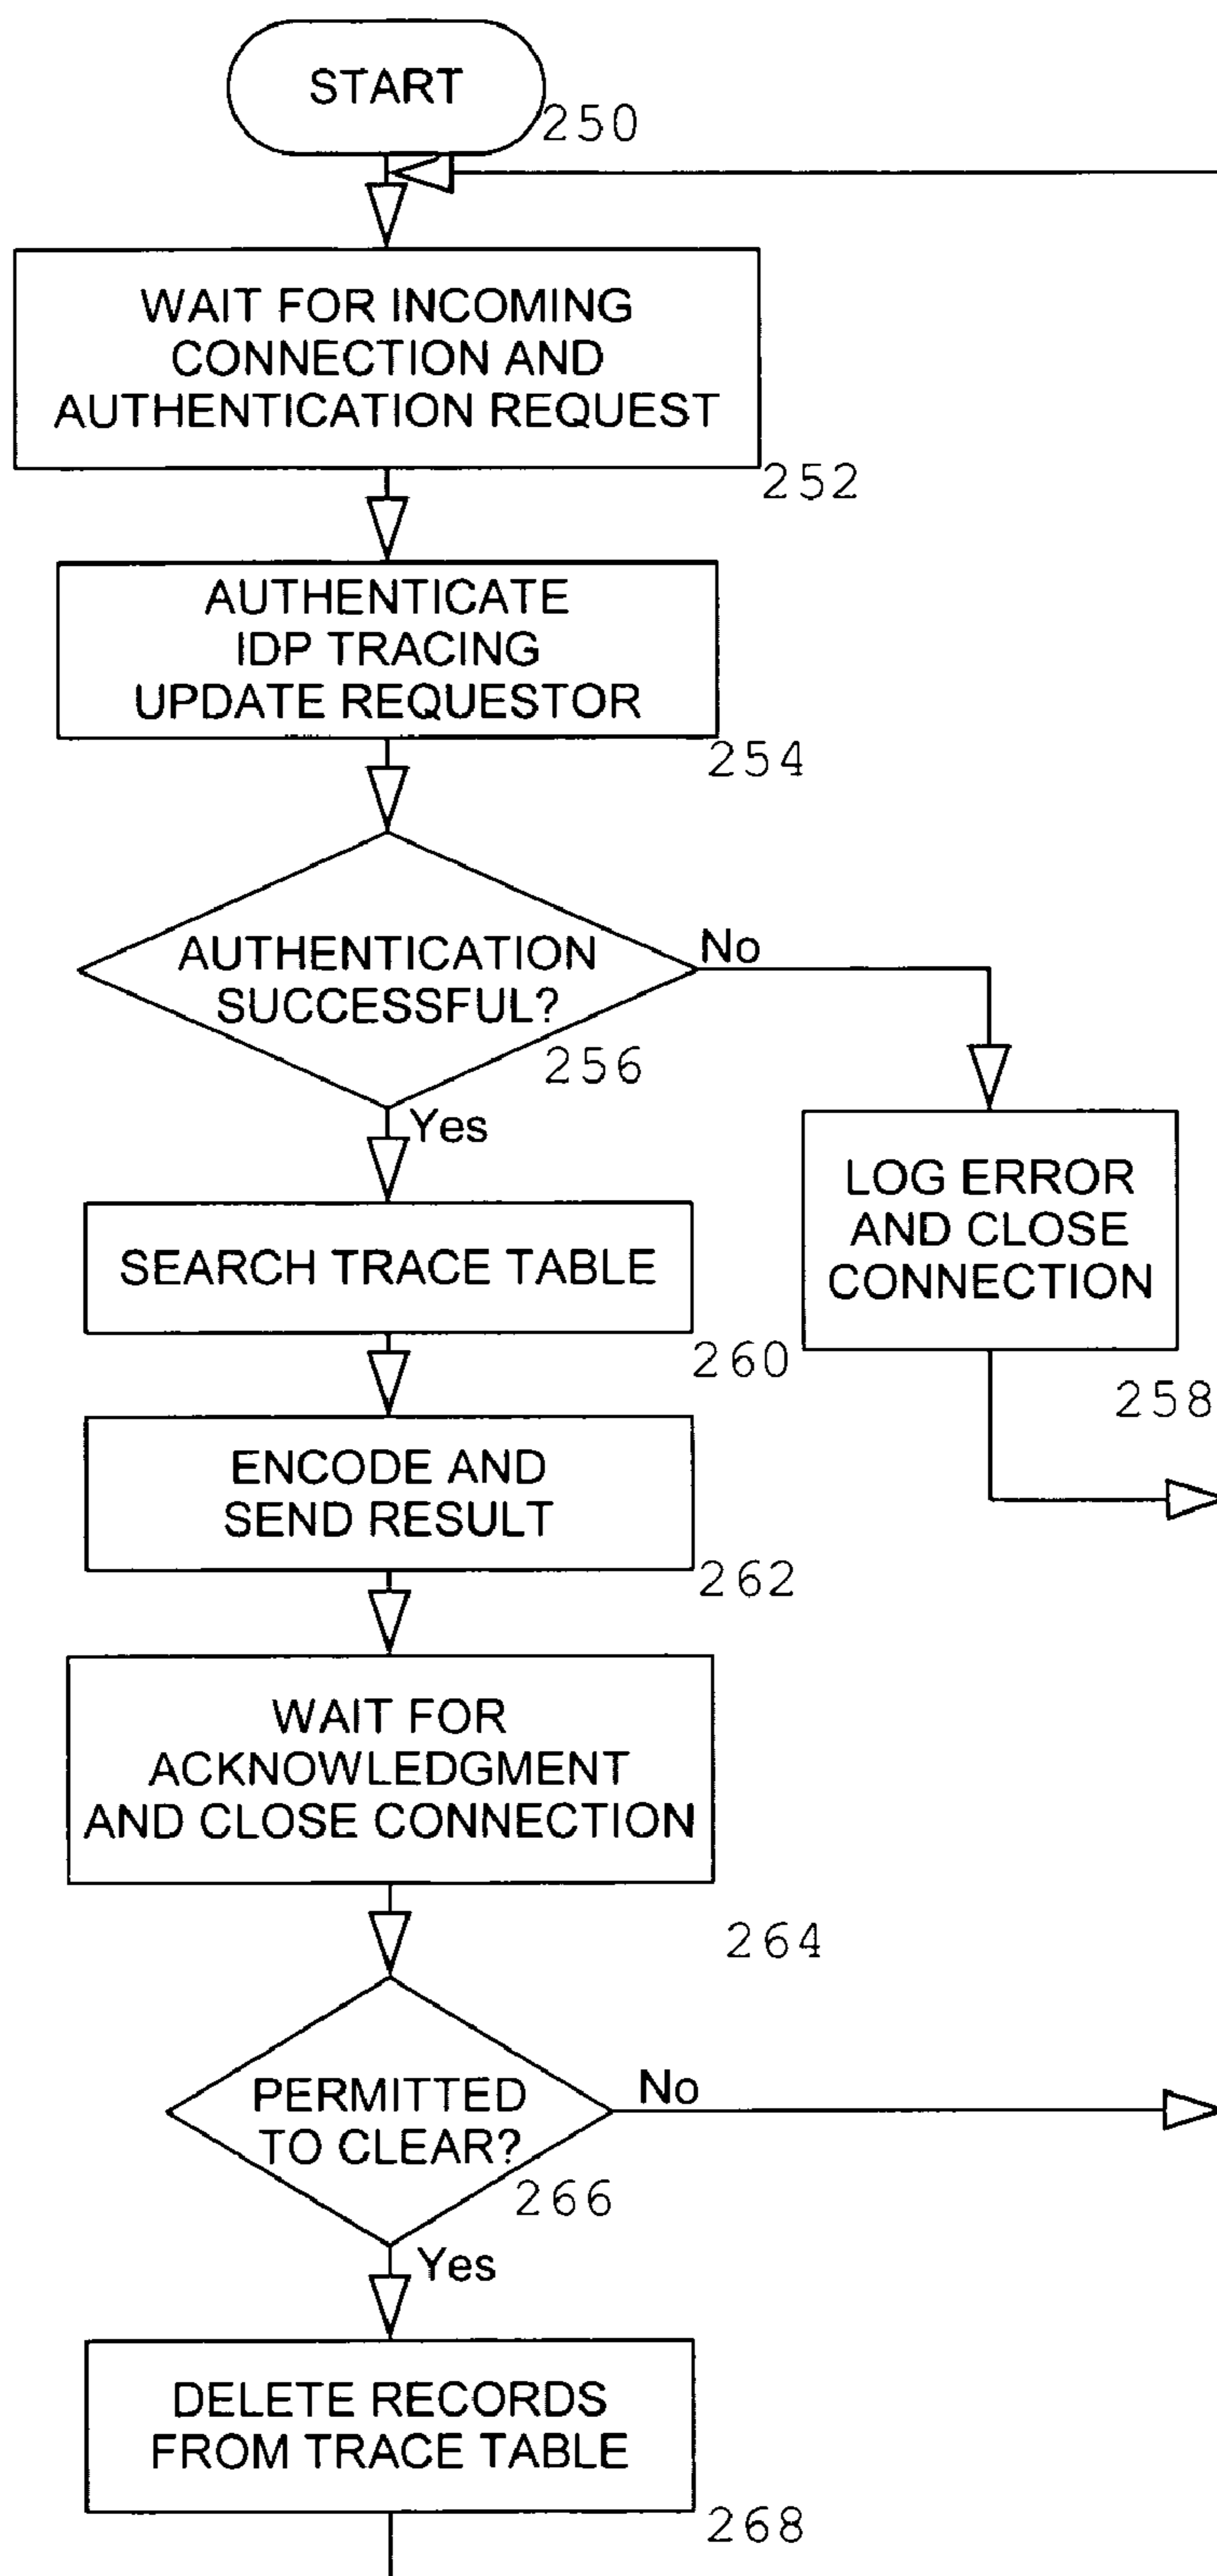 START
250
WAIT FOR INCOMING
CONNECTION AND
AUTHENTICATION REQUEST
252
AUTHENTICATE
IDP TRACING
UPDATE REQUESTOR
254
AUTHENTICATION
SUCCESSFUL?
256
No
Yes
LOG ERROR
AND CLOSE
CONNECTION
258
SEARCH TRACE TABLE
260
ENCODE AND
SEND RESULT
262
WAIT FOR
ACKNOWLEDGMENT
AND CLOSE CONNECTION
264
PERMITTED
TO CLEAR?
266
No
Yes
DELETE RECORDS
FROM TRACE TABLE
268